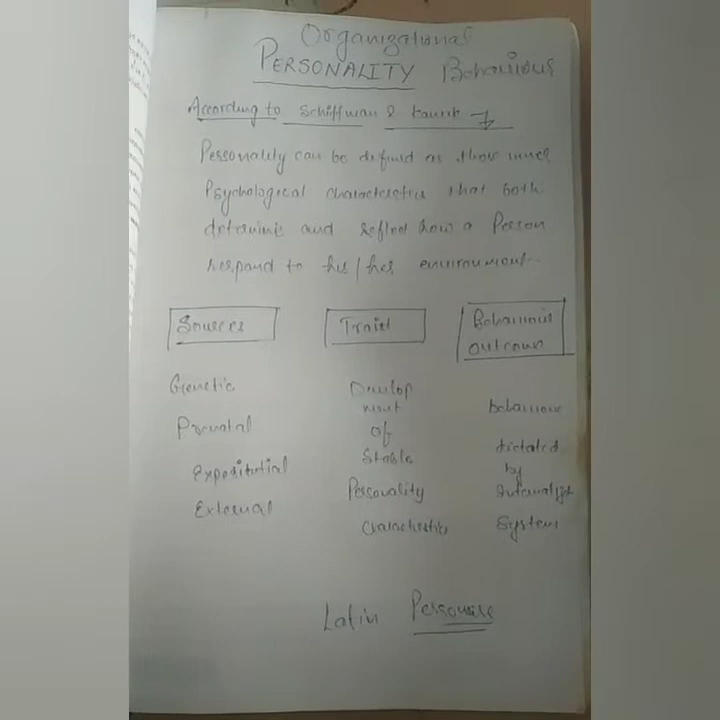 Organizational
PERSONALITY Behaviour
According to Schiffman & Kanuk →
Personality can be defined as those inner
Psychological characteristics that both
determine and reflect how a Person
respond to his/her environment.
Sources
Traits
Behaviour
outcome
Genetic
Prenatal
External
Develop
ment
of
Stable
Personality
Characteristics
behaviour
dictated
by
System
Latin